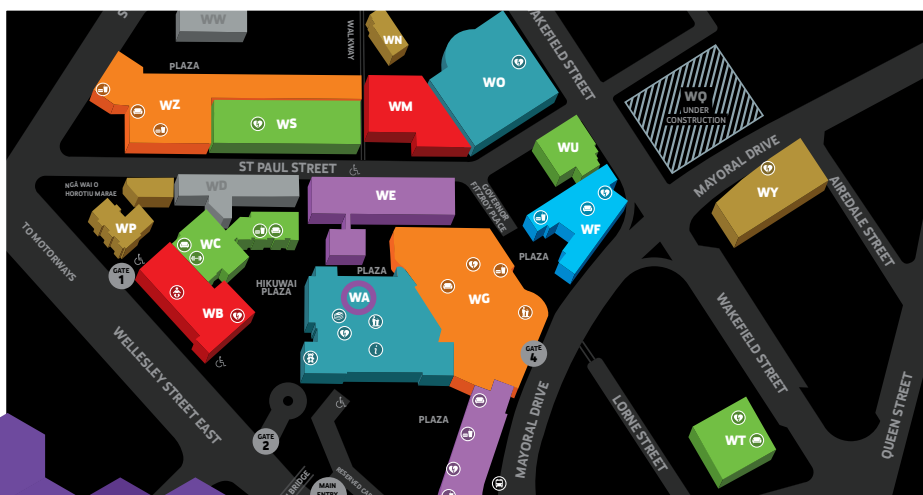 WW
WALKWAY
WN
WAKEFIELD STREET
PLAZA
WO
WZ
WM
WQ
UNDER
CONSTRUCTION
WS
WU
MAYORAL DRIVE
ST PAUL STREET
NGĀ WAI O
HOROTIU MARAE
WD
WE
GOVERNOR
FITZROY PLACE
WY
AIREDALE STREET
WP
WC
WF
TO MOTORWAYS
GATE
1
HIKUWAI
PLAZA
PLAZA
PLAZA
WA
WG
WB
i
WELLESLEY STREET EAST
GATE
4
WAKEFIELD STREET
MAYORAL DRIVE
LORNE STREET
QUEEN STREET
PLAZA
GATE
2
WT
BRIDGE
MAIN
ENTRY
RESERVED CAR